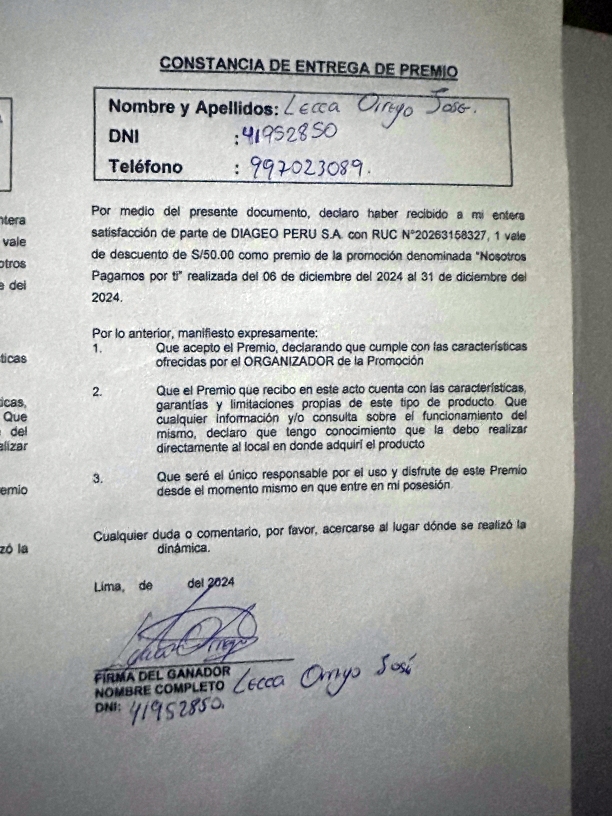 CONSTANCIA DE ENTREGA DE PREMIO
Nombre y Apellidos: Lecca Orrego José.
DNI : 41952850
Teléfono : 997023089.
Por medio del presente documento, declaro haber recibido a mi entera
satisfacción de parte de DIAGEO PERU S.A. con RUC N°20263158327, 1 vale
de descuento de S/50.00 como premio de la promoción denominada "Nosotros
Pagamos por ti" realizada del 06 de diciembre del 2024 al 31 de diciembre del
2024.
Por lo anterior, manifiesto expresamente:
1. Que acepto el Premio, declarando que cumple con las características
ofrecidas por el ORGANIZADOR de la Promoción
2. Que el Premio que recibo en este acto cuenta con las características,
garantías y limitaciones propias de este tipo de producto. Que
cualquier información y/o consulta sobre el funcionamiento del
mismo, declaro que tengo conocimiento que la debo realizar
directamente al local en donde adquirí el producto
3. Que seré el único responsable por el uso y disfrute de este Premio
desde el momento mismo en que entre en mi posesión.
Cualquier duda o comentario, por favor, acercarse al lugar dónde se realizó la
dinámica.
Lima, de del 2024
FIRMA DEL GANADOR
NOMBRE COMPLETO Lecca Orrego José
DNI: 41952850.
ntera
vale
otros
e del
ticas
icas,
Que
del
alizar
emio
zó la